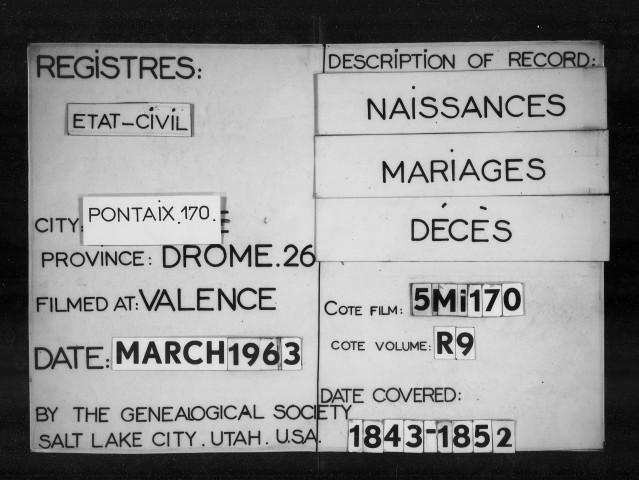 REGISTRES:
ETAT-CIVIL
CITY: PONTAIX.170.
PROVINCE: DROME.26
FILMED AT: VALENCE
DATE: MARCH 1963
BY THE GENEALOGICAL SOCIETY
SALT LAKE CITY. UTAH. U.S.A.
DESCRIPTION OF RECORD:
NAISSANCES
MARIAGES
DÉCÈS
COTE FILM: 5Mi170
COTE VOLUME: R9
DATE COVERED:
1843-1852